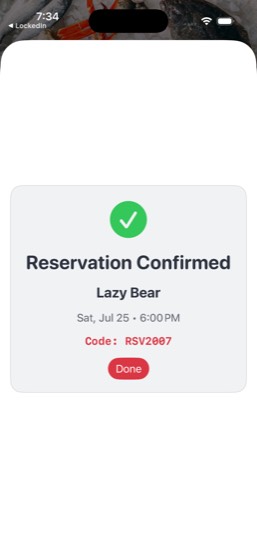 7:34
◀ LockedIn
Reservation Confirmed
Lazy Bear
Sat, Jul 25 • 6:00 PM
Code: RSV2007
Done